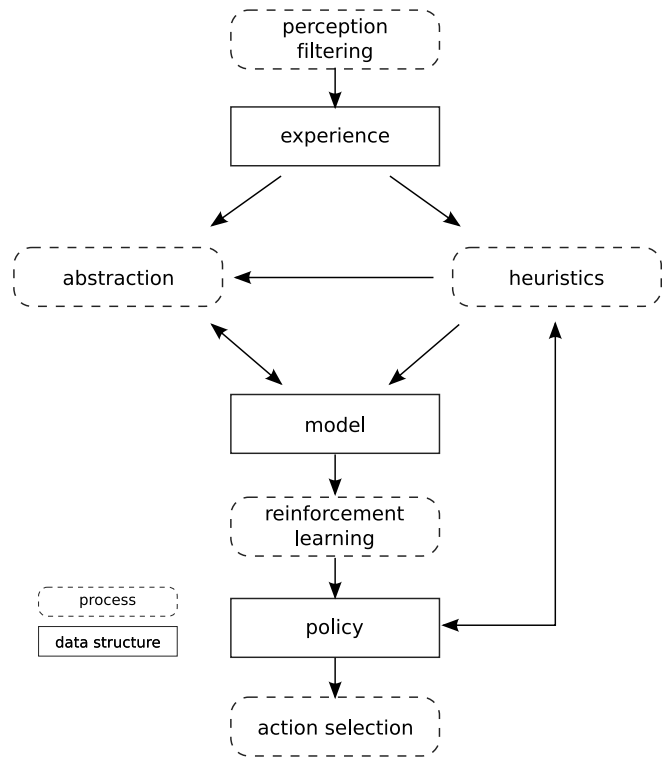 perception
filtering
experience
abstraction
heuristics
model
reinforcement
learning
process
policy
data structure
action selection